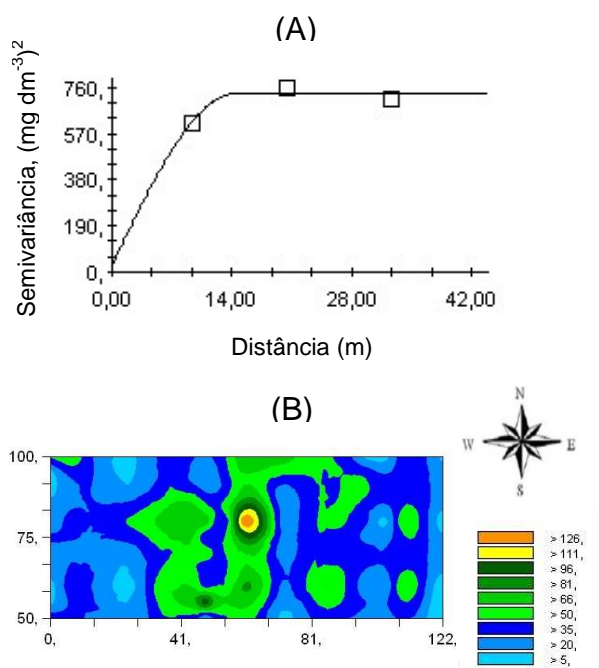 (A)
Semivariância, (mg dm-3)2
760,
570,
380,
190,
0,
0,00 14,00 28,00 42,00
Distância (m)
(B)
N
W E
S
100,
75,
50,
0, 41, 81, 122,
> 126,
> 111,
> 96,
> 81,
> 66,
> 50,
> 35,
> 20,
> 5,